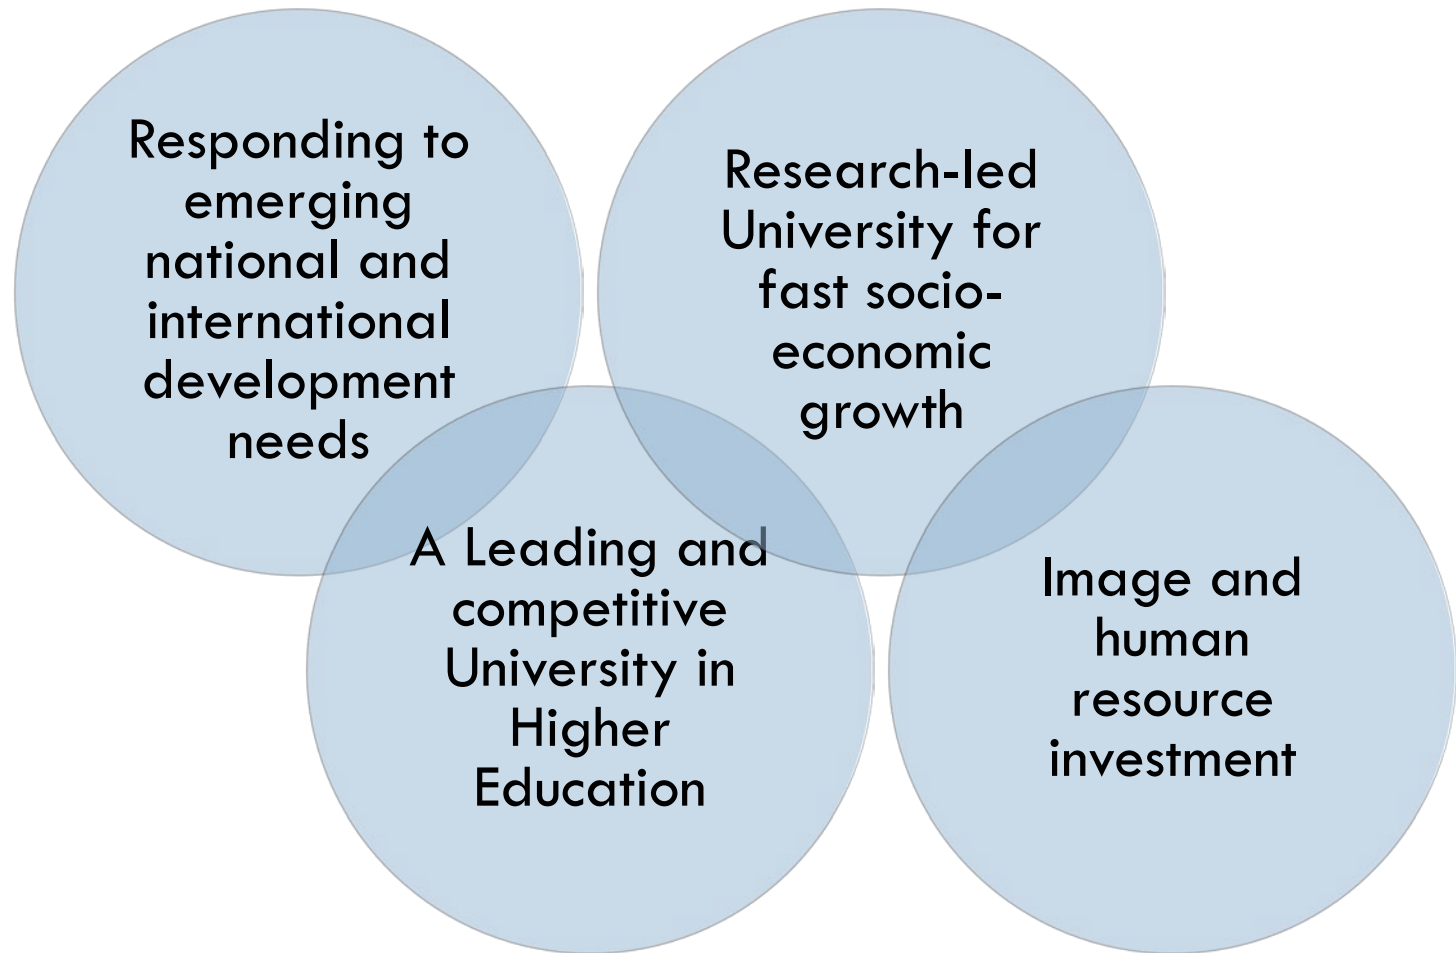 Responding to
emerging
national and
international
development
needs
Research-led
University for
fast socio-
economic
growth
A Leading and
competitive
University in
Higher
Education
Image and
human
resource
investment